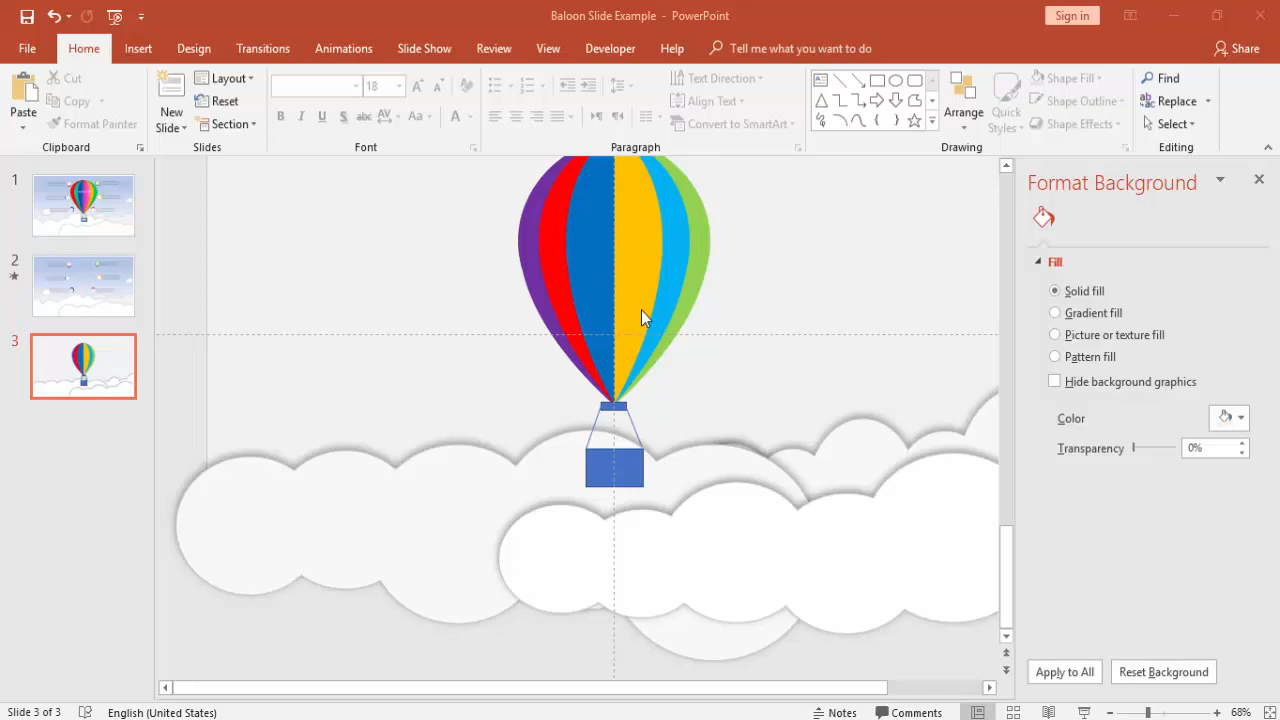 Baloon Slide Example - PowerPoint
Sign in
File Home Insert Design Transitions Animations Slide Show Review View Developer Help Tell me what you want to do Share
Paste
Cut
Copy
Format Painter
Clipboard
New Slide
Layout
Reset
Section
Slides
18
B I U S abc AV Aa A
Font
Text Direction
Align Text
Convert to SmartArt
Paragraph
Arrange
Quick Styles
Shape Fill
Shape Outline
Shape Effects
Drawing
Find
Replace
Select
Editing
1
2
3
Format Background
Fill
Solid fill
Gradient fill
Picture or texture fill
Pattern fill
Hide background graphics
Color
Transparency 0%
Apply to All Reset Background
Slide 3 of 3 English (United States) Notes Comments 68%